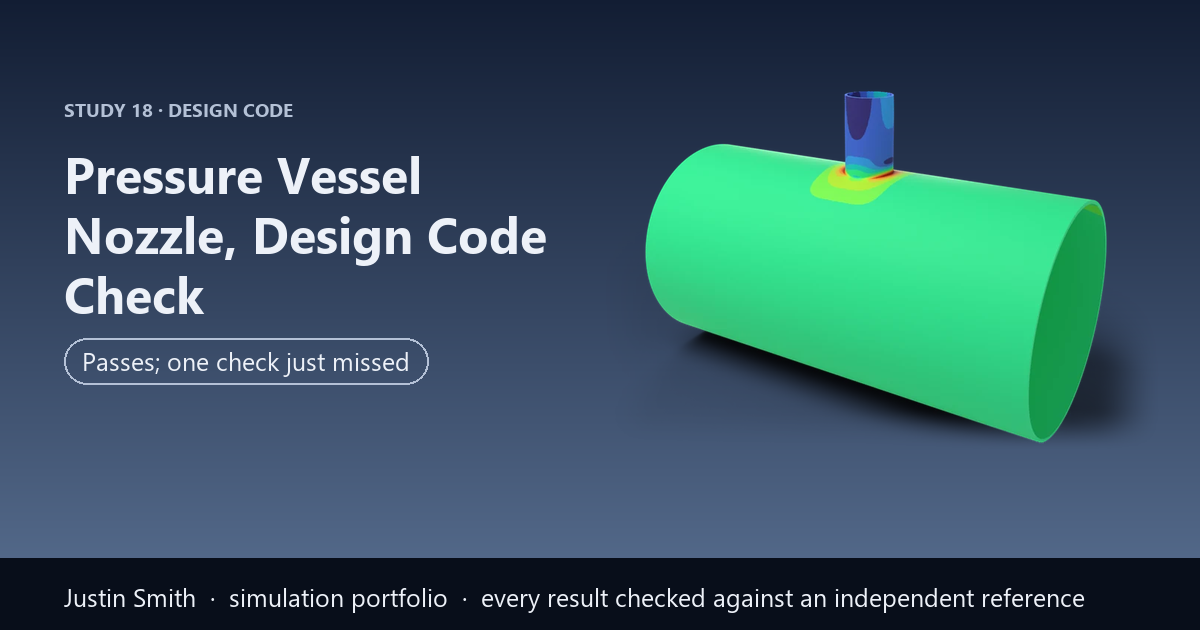 STUDY 18 · DESIGN CODE
Pressure Vessel
Nozzle, Design Code
Check
Passes; one check just missed
Justin Smith · simulation portfolio · every result checked against an independent reference